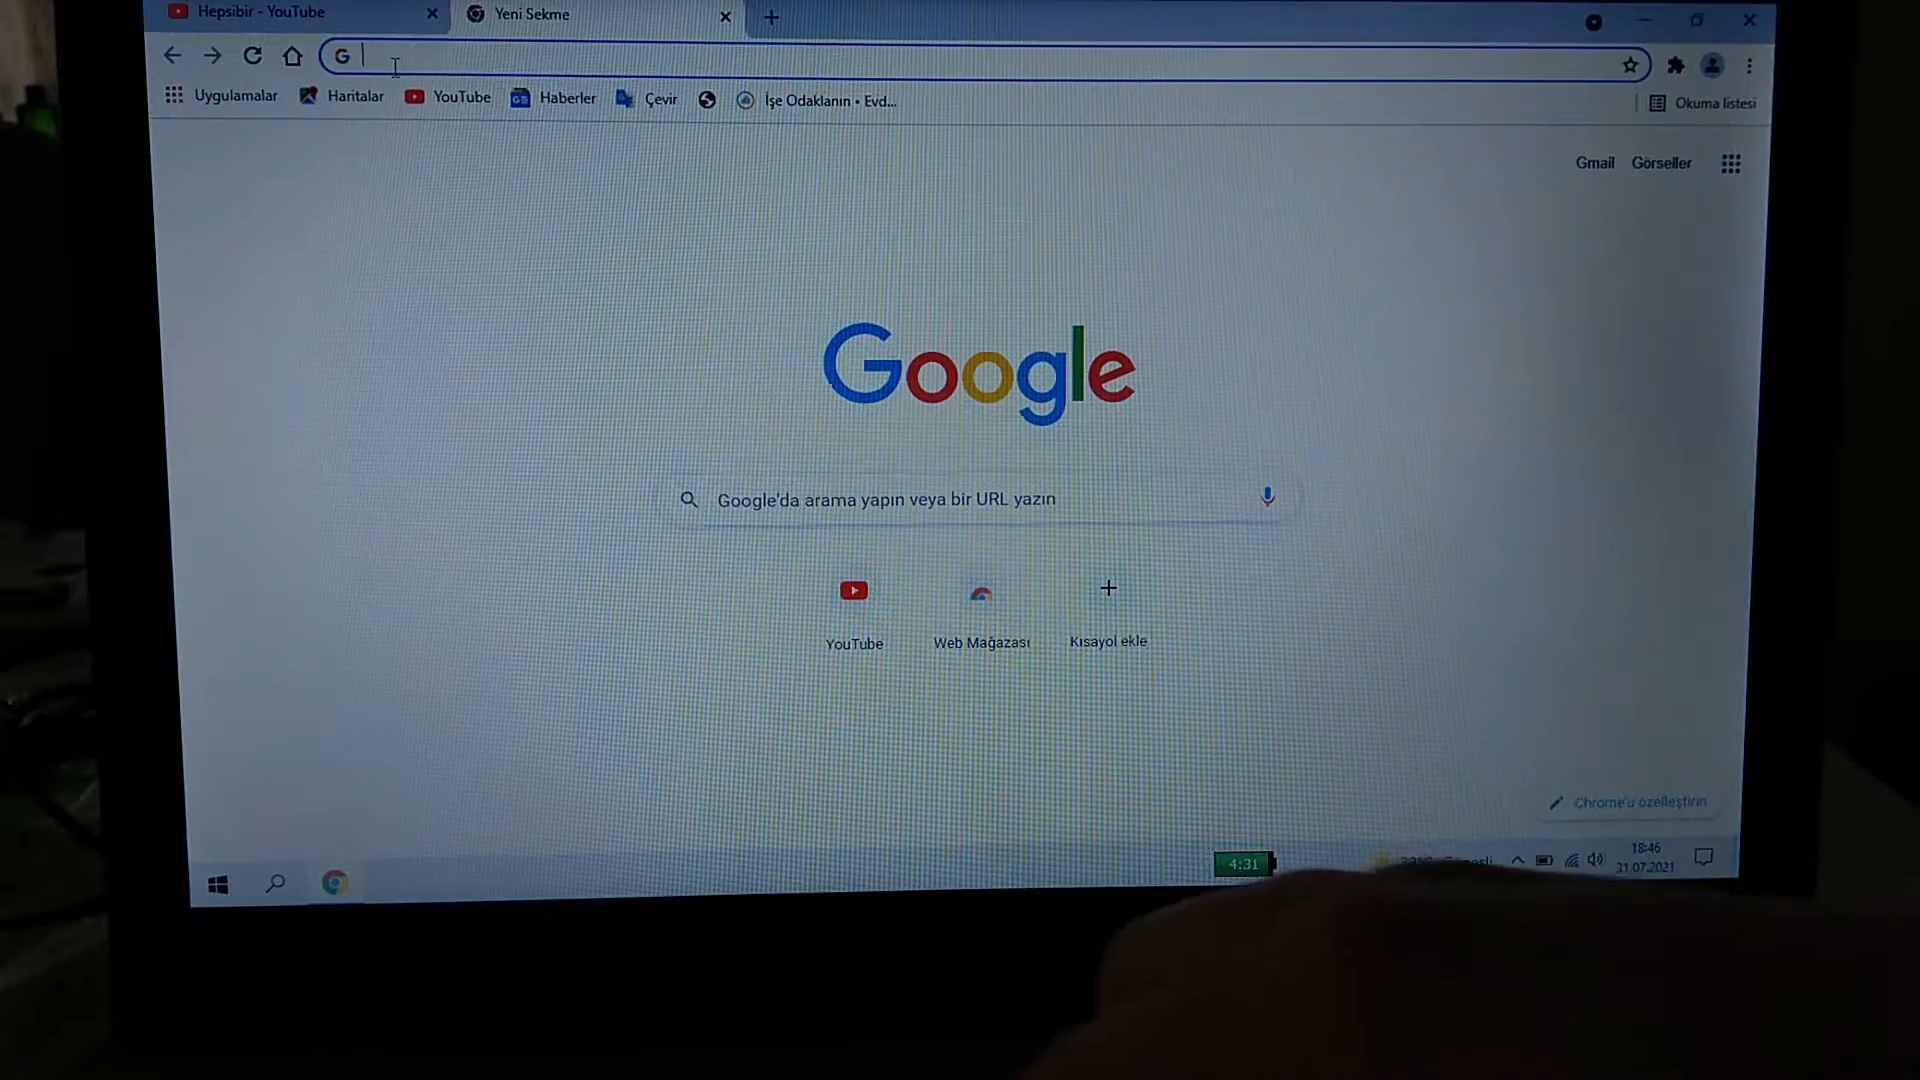 Hepsibir - YouTube
Yeni Sekme
G
Uygulamalar Haritalar YouTube Haberler Çevir İşe Odaklanın • Evd...
Okuma listesi
Gmail Görseller
Google
Google'da arama yapın veya bir URL yazın
YouTube Web Mağazası Kısayol ekle
Chrome'u özelleştirin
4:31
18:46
31.07.2021